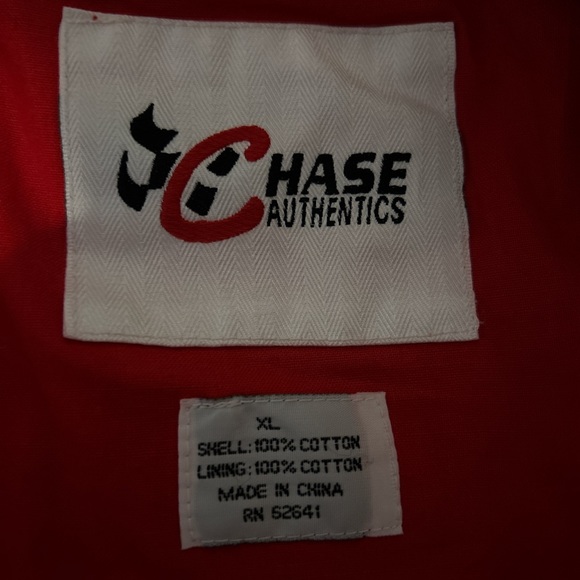 CHASE
AUTHENTICS
XL
SHELL:100% COTTON
LINING:100% COTTON
MADE IN CHINA
RN 62641